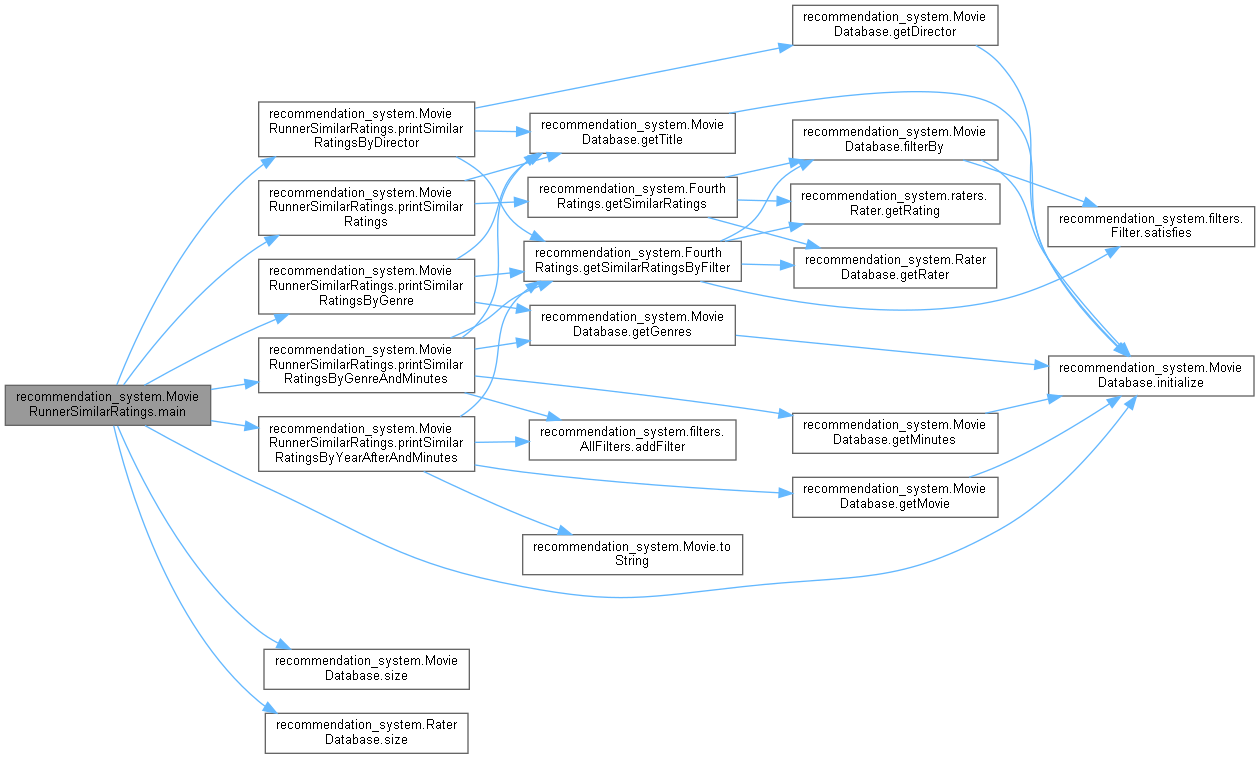 recommendation_system.Movie
RunnerSimilarRatings.main
recommendation_system.Movie
RunnerSimilarRatings.printSimilar
RatingsByDirector
recommendation_system.Movie
RunnerSimilarRatings.printSimilar
Ratings
recommendation_system.Movie
RunnerSimilarRatings.printSimilar
RatingsByGenre
recommendation_system.Movie
RunnerSimilarRatings.printSimilar
RatingsByGenreAndMinutes
recommendation_system.Movie
RunnerSimilarRatings.printSimilar
RatingsByYearAfterAndMinutes
recommendation_system.Movie
Database.size
recommendation_system.Rater
Database.size
recommendation_system.Movie
Database.getTitle
recommendation_system.Fourth
Ratings.getSimilarRatings
recommendation_system.Fourth
Ratings.getSimilarRatingsByFilter
recommendation_system.Movie
Database.getGenres
recommendation_system.filters.
AllFilters.addFilter
recommendation_system.Movie.to
String
recommendation_system.Movie
Database.getDirector
recommendation_system.Movie
Database.filterBy
recommendation_system.raters.
Rater.getRating
recommendation_system.Rater
Database.getRater
recommendation_system.Movie
Database.getMinutes
recommendation_system.Movie
Database.getMovie
recommendation_system.filters.
Filter.satisfies
recommendation_system.Movie
Database.initialize